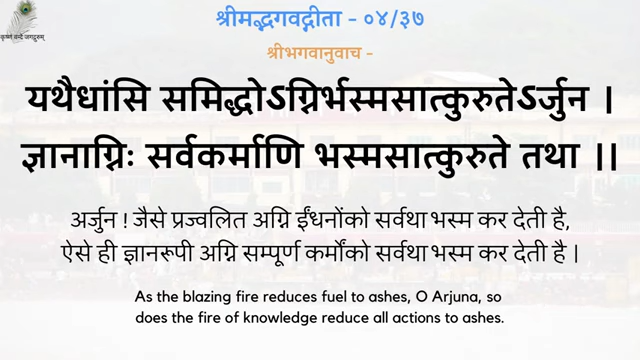 श्रीमद्भगवद्गीता - ०४/३७
कृष्णं वन्दे जगद्गुरुम्
श्रीभगवानुवाच -
यथैधांसि समिद्धोऽग्निर्भस्मसात्कुरुतेऽर्जुन ।
ज्ञानाग्निः सर्वकर्माणि भस्मसात्कुरुते तथा ।।
अर्जुन ! जैसे प्रज्वलित अग्नि ईंधनोंको सर्वथा भस्म कर देती है,
ऐसे ही ज्ञानरूपी अग्नि सम्पूर्ण कर्मोंको सर्वथा भस्म कर देती है |
As the blazing fire reduces fuel to ashes, O Arjuna, so
does the fire of knowledge reduce all actions to ashes.